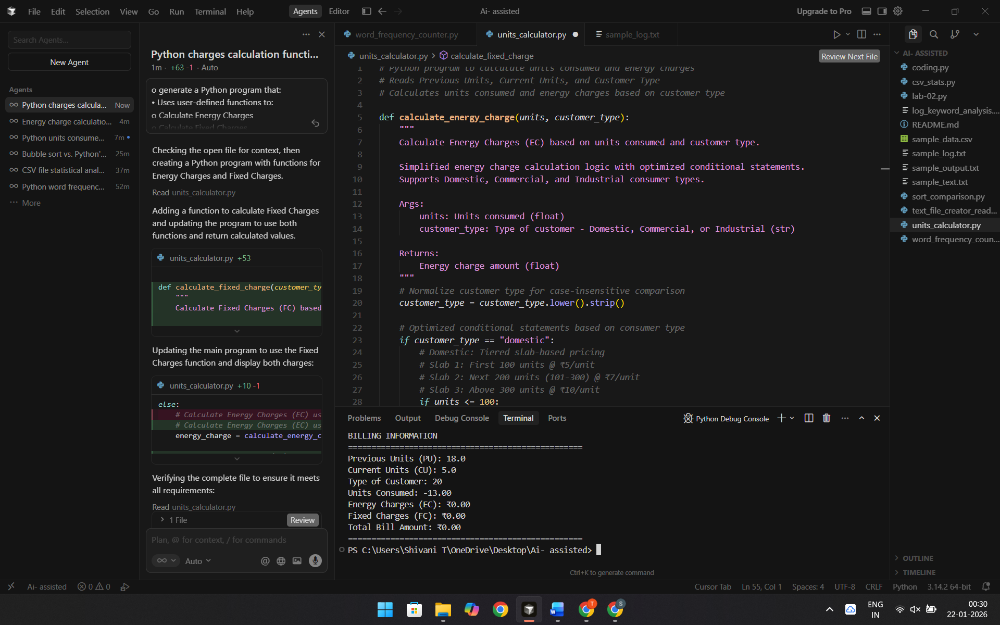 File Edit Selection View Go Run Terminal Help
Agents Editor
Ai- assisted
Upgrade to Pro
Search Agents...
New Agent
Agents
Python charges calcula... Now
Energy charge calculatio... 4m
Python units consume... 7m
Bubble sort vs. Python'... 25m
CSV file statistical anal... 37m
Python word frequenc... 52m
More
Python charges calculation functi...
1m · +63 -1 · Auto
o generate a Python program that:
• Uses user-defined functions to:
o Calculate Energy Charges
o Calculate Fixed Charges
Checking the open file for context, then
creating a Python program with functions for
Energy Charges and Fixed Charges.
Read units_calculator.py
Adding a function to calculate Fixed Charges
and updating the program to use both
functions and return calculated values.
units_calculator.py +53
def calculate_fixed_charge(customer_ty
"""
Calculate Fixed Charges (FC) based
Updating the main program to use the Fixed
Charges function and display both charges:
units_calculator.py +10 -1
else:
# Calculate Energy Charges (EC) us
# Calculate Energy Charges (EC) us
energy_charge = calculate_energy_c
Verifying the complete file to ensure it meets
all requirements:
Read units_calculator.py
1 File Review
Plan, @ for context, / for commands
Auto
word_frequency_counter.py units_calculator.py sample_log.txt
units_calculator.py > calculate_fixed_charge
Review Next File
1 # Python program to calculate units consumed and energy charges
2 # Reads Previous Units, Current Units, and Customer Type
3 # Calculates units consumed and energy charges based on customer type
4
5 def calculate_energy_charge(units, customer_type):
6 """
7 Calculate Energy Charges (EC) based on units consumed and customer type.
8
9 Simplified energy charge calculation logic with optimized conditional statements.
10 Supports Domestic, Commercial, and Industrial consumer types.
11
12 Args:
13 units: Units consumed (float)
14 customer_type: Type of customer - Domestic, Commercial, or Industrial (str)
15
16 Returns:
17 Energy charge amount (float)
18 """
19 # Normalize customer type for case-insensitive comparison
20 customer_type = customer_type.lower().strip()
21
22 # Optimized conditional statements based on consumer type
23 if customer_type == "domestic":
24 # Domestic: Tiered slab-based pricing
25 # Slab 1: First 100 units @ ₹5/unit
26 # Slab 2: Next 200 units (101-300) @ ₹7/unit
27 # Slab 3: Above 300 units @ ₹10/unit
28 if units <= 100:
Problems Output Debug Console Terminal Ports
Python Debug Console
BILLING INFORMATION
==================================================
Previous Units (PU): 18.0
Current Units (CU): 5.0
Type of Customer: 20
Units Consumed: -13.00
Energy Charges (EC): ₹0.00
Fixed Charges (FC): ₹0.00
Total Bill Amount: ₹0.00
==================================================
PS C:\Users\Shivani T\OneDrive\Desktop\Ai- assisted>
Ctrl+K to generate command
AI- ASSISTED
coding.py
csv_stats.py
lab-02.py
log_keyword_analysis....
README.md
sample_data.csv
sample_log.txt
sample_output.txt
sample_text.txt
sort_comparison.py
text_file_creator_read...
units_calculator.py
word_frequency_coun...
OUTLINE
TIMELINE
Ai- assisted 0 0
Cursor Tab Ln 55, Col 1 Spaces: 4 UTF-8 CRLF Python 3.14.2 64-bit
T
S
ENG
IN
00:30
22-01-2026